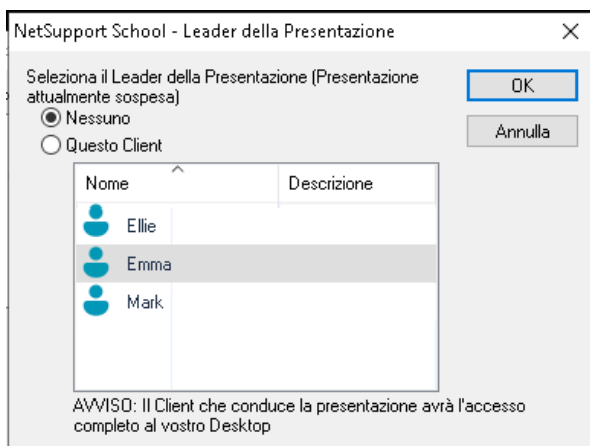 NetSupport School - Leader della Presentazione
Seleziona il Leader della Presentazione (Presentazione
attualmente sospesa)
OK
Nessuno
Annulla
Questo Client
Nome Descrizione
Ellie
Emma
Mark
AVVISO: Il Client che conduce la presentazione avrà l'accesso
completo al vostro Desktop